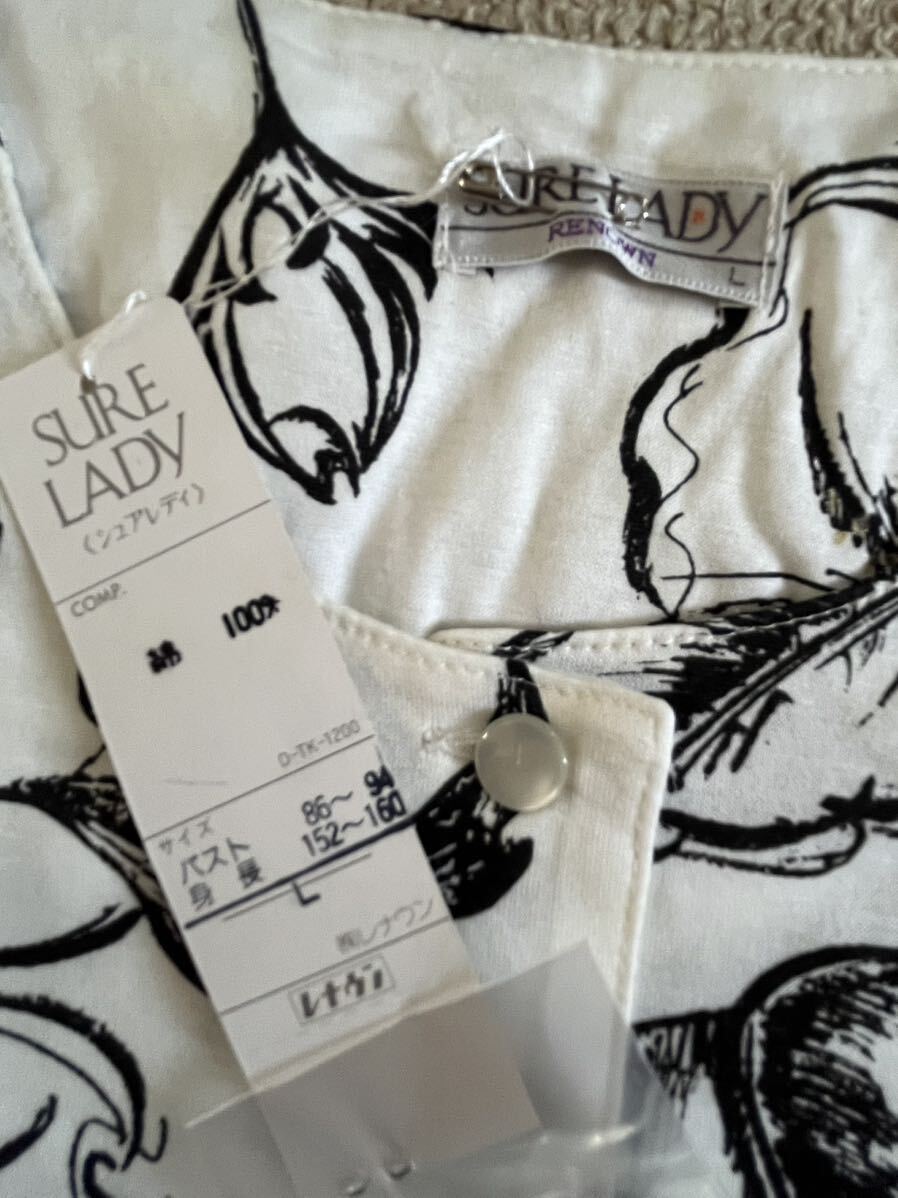 SURE LADY
R
RENOWN
L
SURE
LADY
〈シュアレディ〉
COMP.
綿 100%
D-TK-1200
サイズ
バスト 86〜94
身長 152〜160
L
㈱レナウン
レナウン